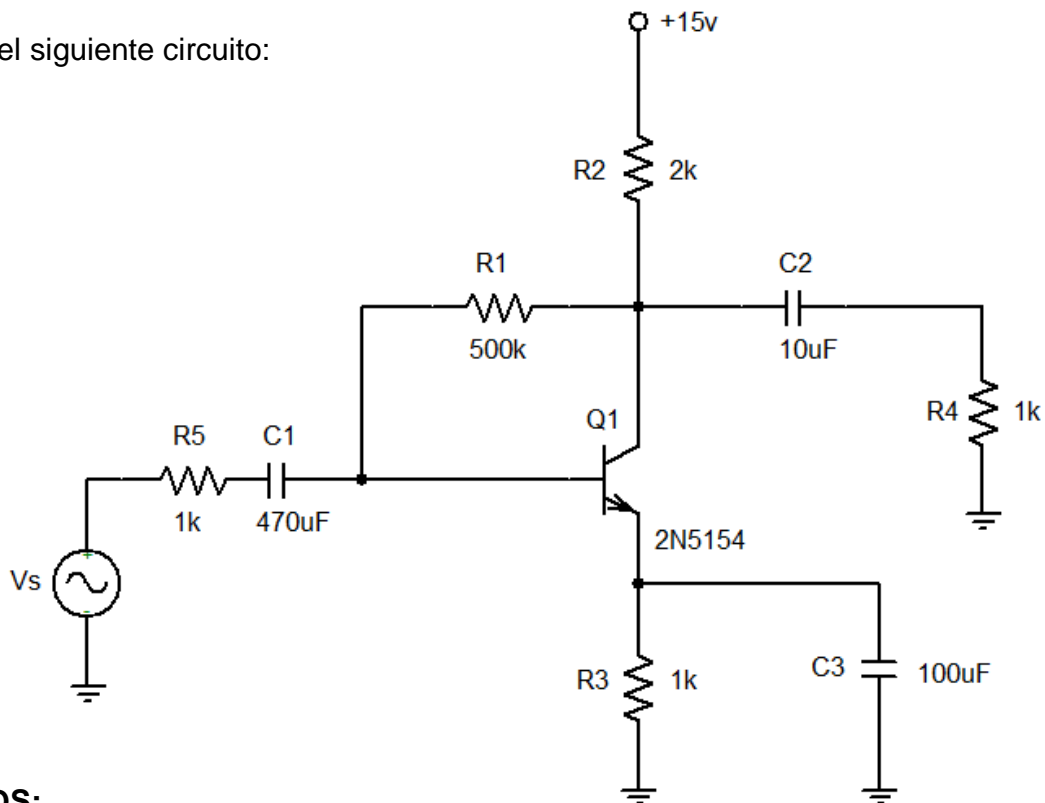 el siguiente circuito:
+15v
R2 2k
R1
500k
C2
10uF
R4 1k
Q1
2N5154
R5
1k
C1
470uF
Vs
+
-
R3 1k
C3 100uF
os: